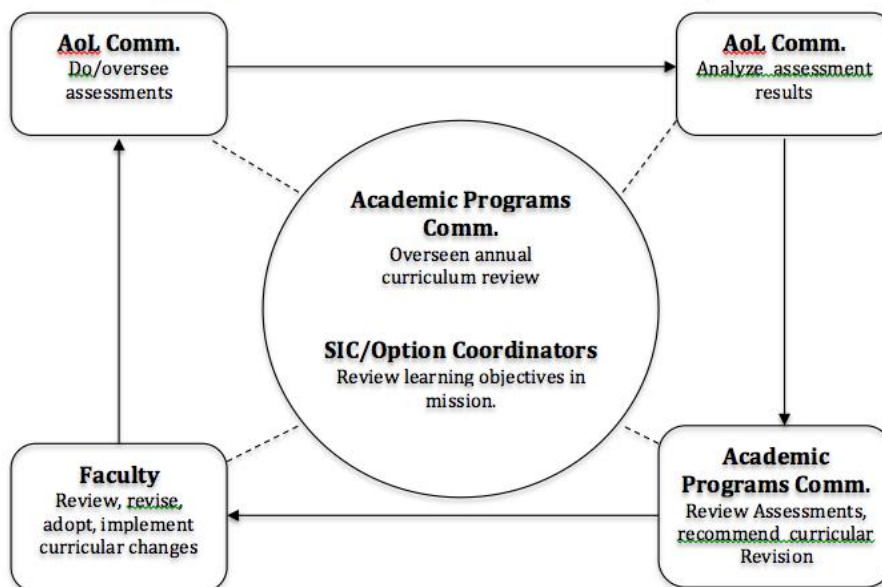 AoL Comm.
Do/oversee
assessments
AoL Comm.
Analyze assessment
results
Academic Programs
Comm.
Overseen annual
curriculum review
SIC/Option Coordinators
Review learning objectives in
mission.
Faculty
Review, revise,
adopt, implement
curricular changes
Academic
Programs Comm.
Review Assessments,
recommend curricular
Revision